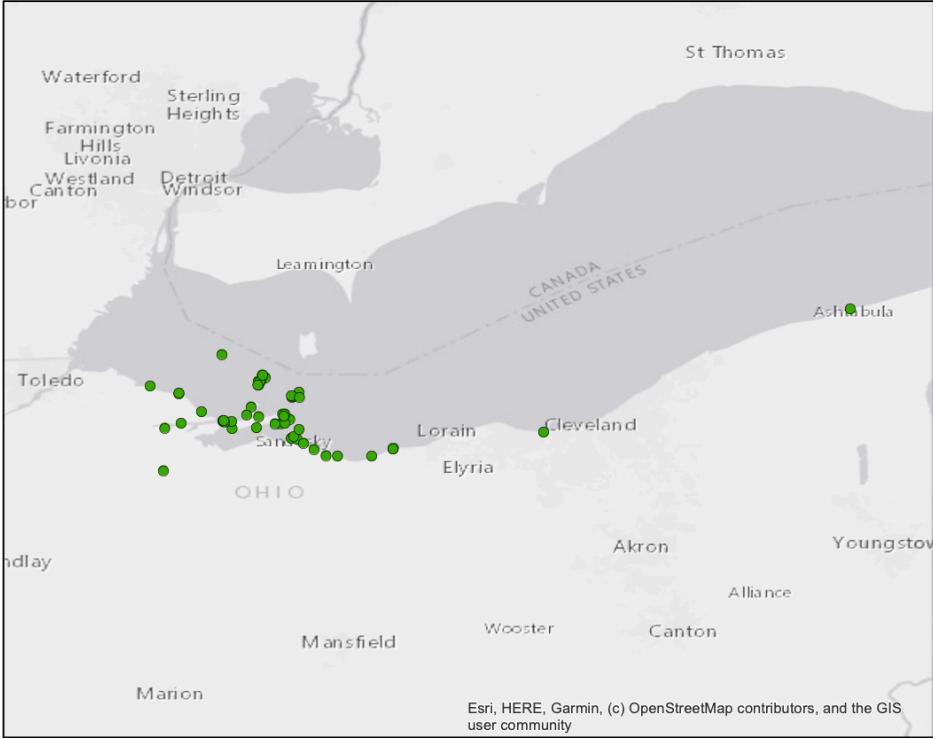 St Thomas
Waterford
Sterling
Heights
Farmington
Hills
Livonia
Westland
Canton
bor
Detroit
Windsor
Leamington
CANADA
UNITED STATES
Ashtabula
Toledo
Sandusky
Lorain
Cleveland
Elyria
OHIO
Akron
Youngstow
ndlay
Alliance
Wooster
Canton
Mansfield
Marion
Esri, HERE, Garmin, (c) OpenStreetMap contributors, and the GIS
user community